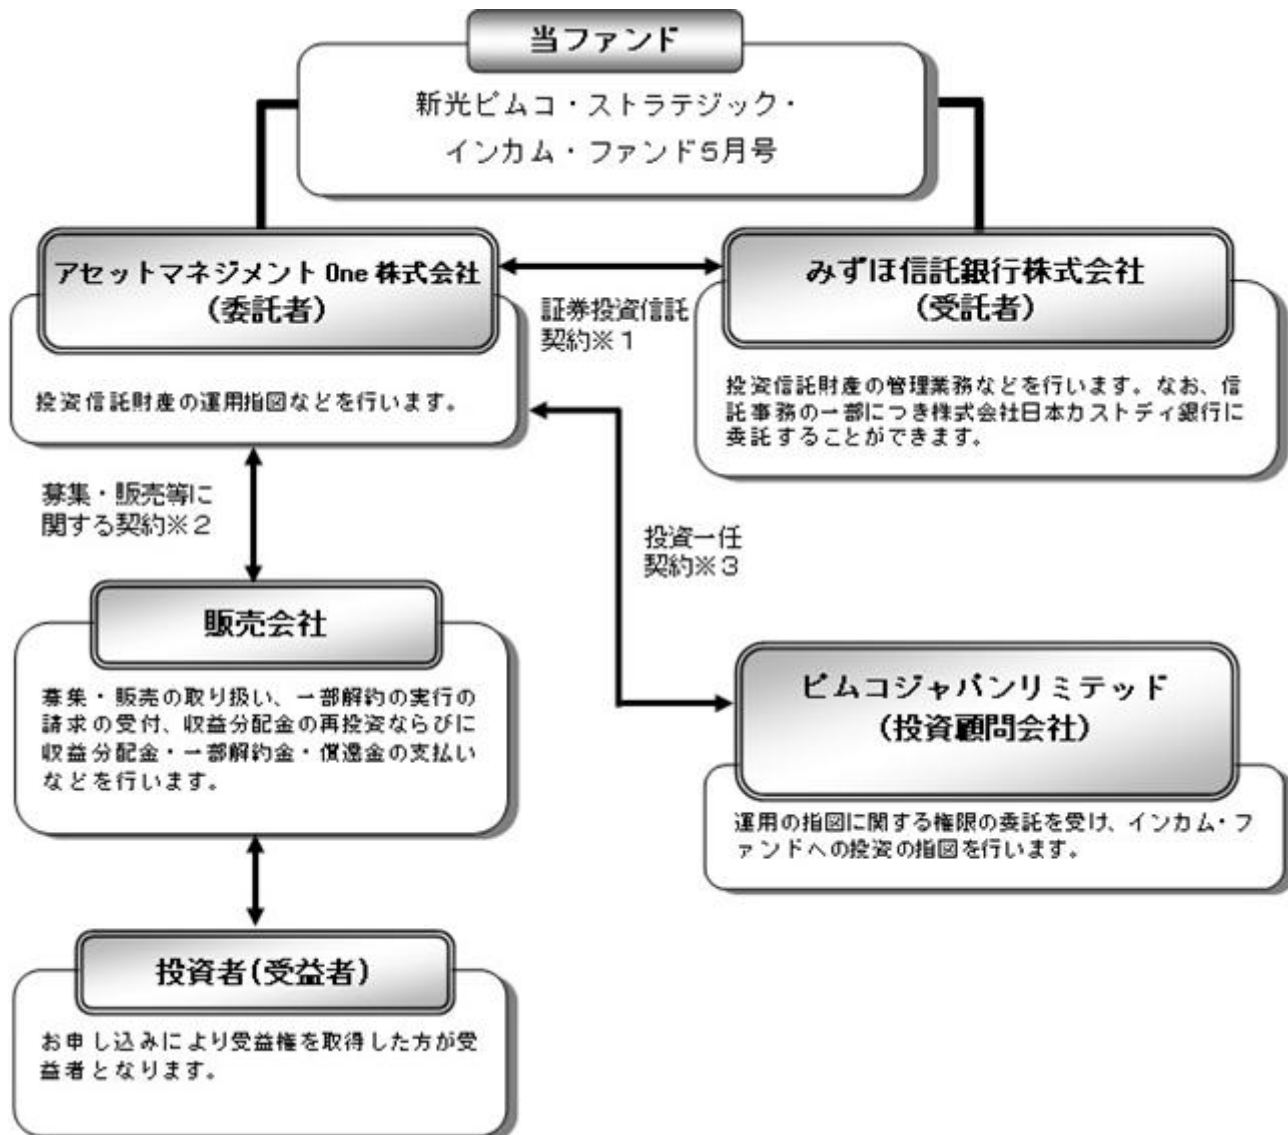 当ファンド
新光ピムコ・ストラテジック・
インカム・ファンド5月号
アセットマネジメント One 株式会社
(委託者)
投資信託財産の運用指図などを行います。
証券投資信託
契約※１
みずほ信託銀行株式会社
(受託者)
投資信託財産の管理業務などを行います。なお、信
託事務の一部につき株式会社日本カストディ銀行に
委託することができます。
募集・販売等に
関する契約※２
投資一任
契約※３
販売会社
募集・販売の取り扱い、一部解約の実行の
請求の受付、収益分配金の再投資ならびに
収益分配金・一部解約金・償還金の支払い
などを行います。
ピムコジャパンリミテッド
(投資顧問会社)
運用の指図に関する権限の委託を受け、インカム・フ
ァンドへの投資の指図を行います。
投資者(受益者)
お申し込みにより受益権を取得した方が受
益者となります。